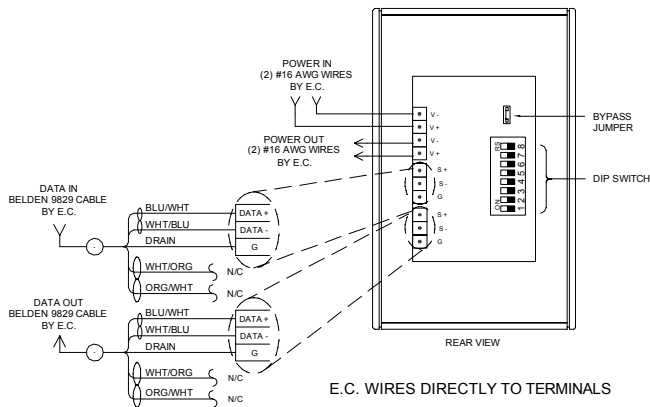 POWER IN
(2) #16 AWG WIRES
BY E.C.
POWER OUT
(2) #16 AWG WIRES
BY E.C.
V -
V +
V -
V +
S +
S -
G
S +
S -
G
RS
8
7
6
5
4
3
2
1
ON
BYPASS
JUMPER
DIP SWITCH
DATA IN
BELDEN 9829 CABLE
BY E.C.
BLU/WHT
WHT/BLU
DRAIN
WHT/ORG
ORG/WHT
DATA +
DATA -
G
N/C
N/C
DATA OUT
BELDEN 9829 CABLE
BY E.C.
BLU/WHT
WHT/BLU
DRAIN
WHT/ORG
ORG/WHT
DATA +
DATA -
G
N/C
N/C
REAR VIEW
E.C. WIRES DIRECTLY TO TERMINALS